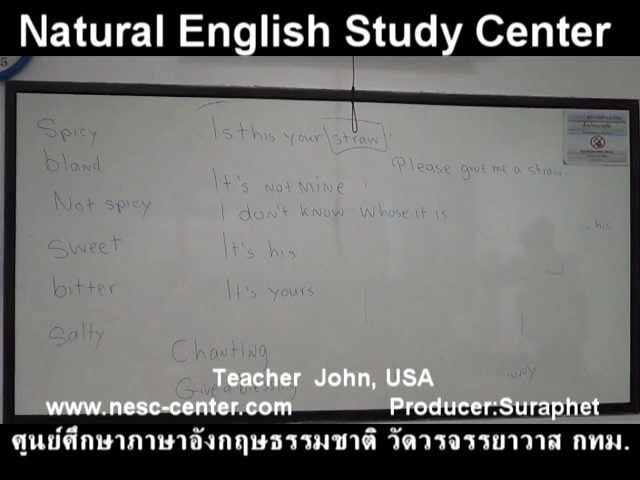 Natural English Study Center
5
Spicy
Is this your straw
bland
Please give me a straw
It's not mine
Not spicy
I don't know whose it is
his
Sweet
It's his
bitter
It's yours
Salty
Chanting
Give a blessing
Teacher John, USA
www.nesc-center.com
Producer:Suraphet
ศูนย์ศึกษาภาษาอังกฤษธรรมชาติ วัดวรจรรยาวาส กทม.